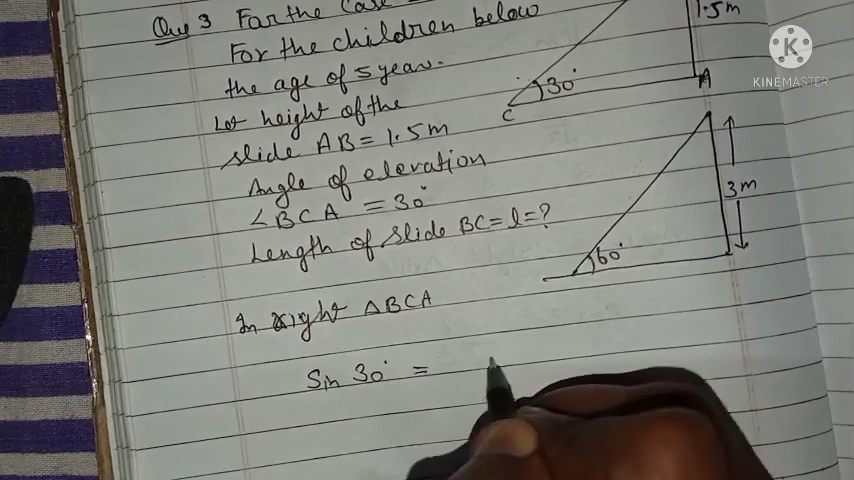 Que 3 For the Case
For the children below
the age of 5 year.
Let height of the
slide AB = 1.5 m
Angle of elevation
∠BCA = 30°
Length of slide BC = l = ?
In right ΔBCA
Sin 30° =
1.5m
A
30°
C
3m
60°
K
KINEMASTER